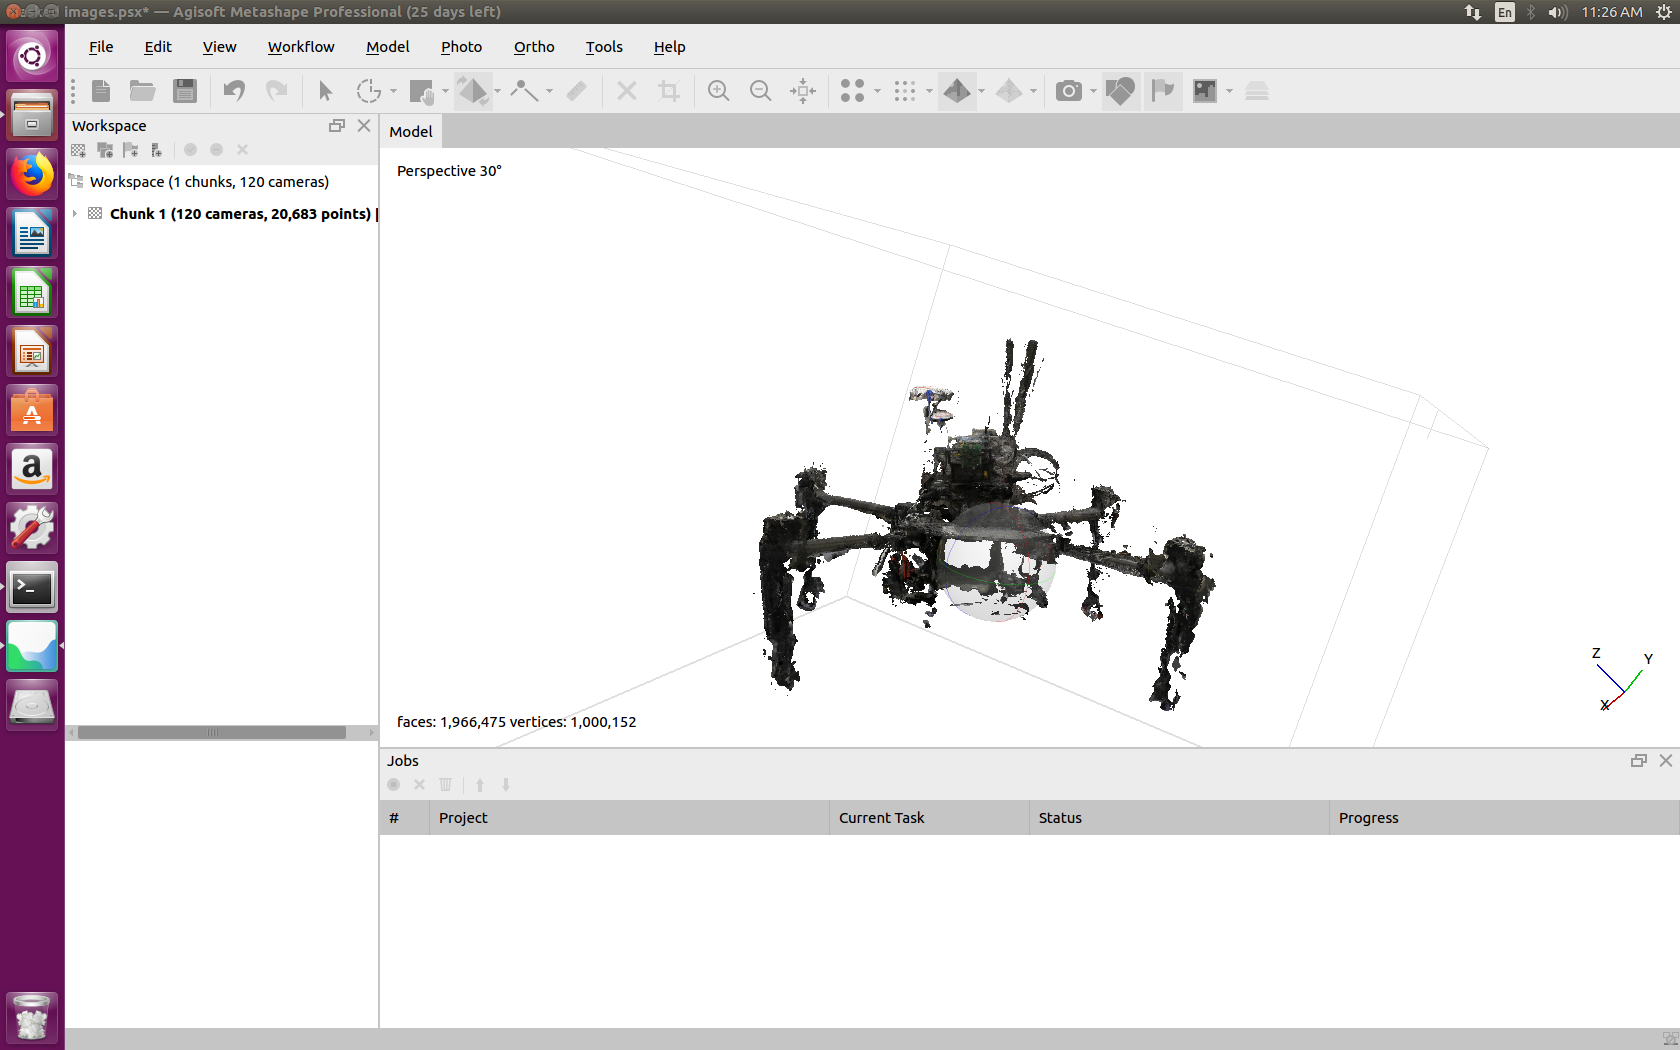 images.psx* — Agisoft Metashape Professional (25 days left)
En
11:26 AM
File Edit View Workflow Model Photo Ortho Tools Help
Workspace
Workspace (1 chunks, 120 cameras)
Chunk 1 (120 cameras, 20,683 points) |
Model
Perspective 30°
Z
Y
X
faces: 1,966,475 vertices: 1,000,152
Jobs
# Project Current Task Status Progress